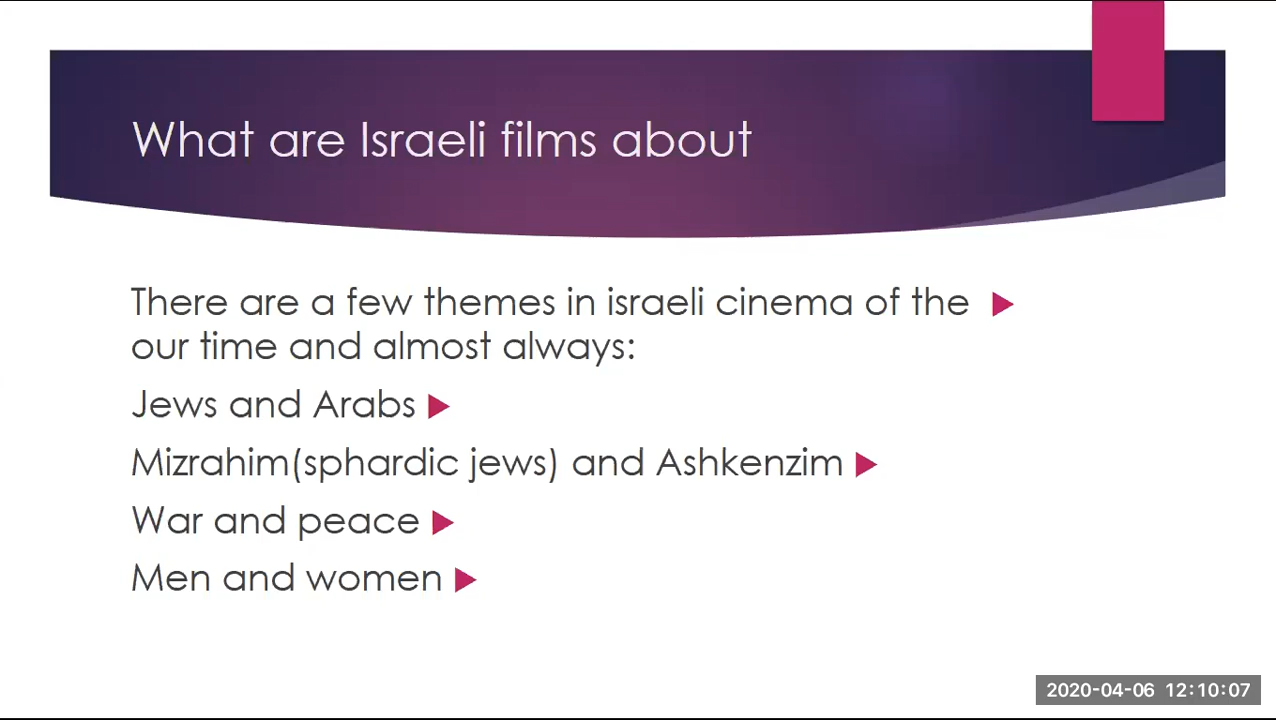 What are Israeli films about
There are a few themes in israeli cinema of the
our time and almost always:
Jews and Arabs
Mizrahim(sphardic jews) and Ashkenzim
War and peace
Men and women
2020-04-06 12:10:07